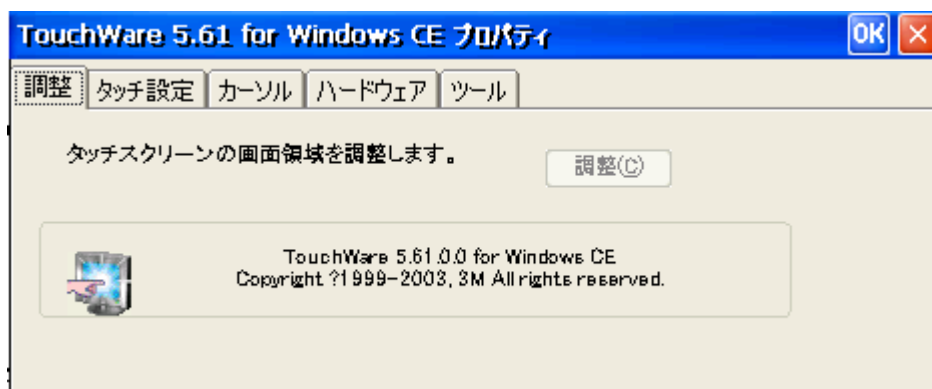 TouchWare 5.61 for Windows CE プロパティ OK
調整 タッチ設定 カーソル ハードウェア ツール
タッチスクリーンの画面領域を調整します。 調整(C)
TouchWare 5.61.0.0 for Windows CE
Copyright ?1999-2003, 3M All rights reserved.